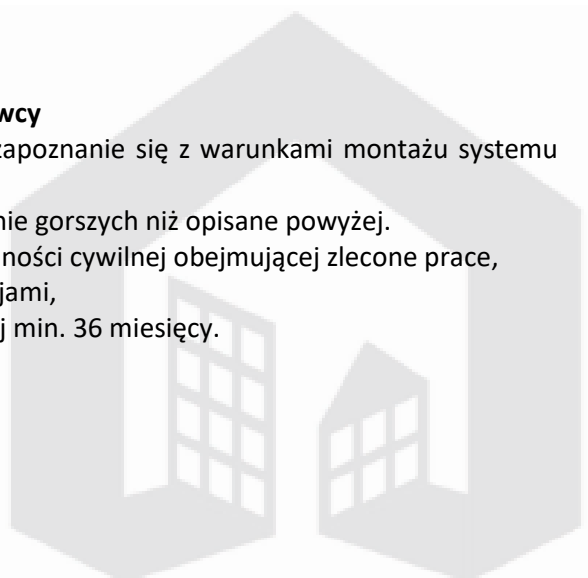 wcy
zapoznanie się z warunkami montażu systemu
nie gorszych niż opisane powyżej.
ności cywilnej obejmującej zlecone prace,
jami,
j min. 36 miesięcy.